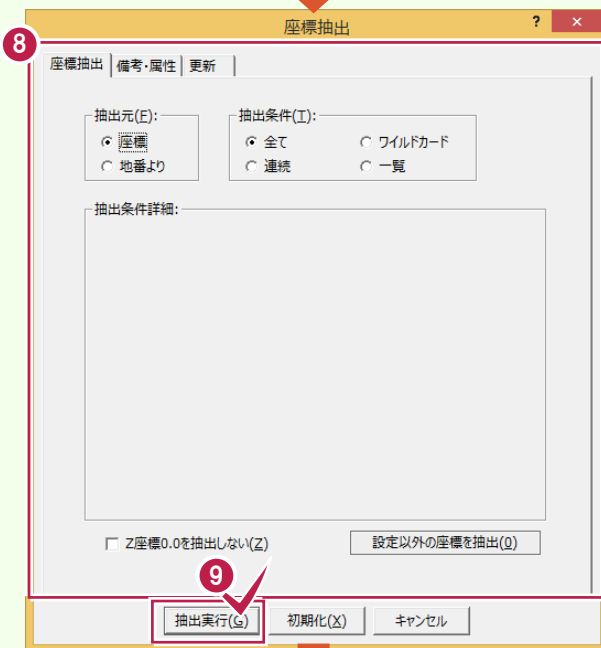 座標抽出 ? ×
8
座標抽出 備考・属性 更新
抽出元(F): 抽出条件(T):
座標 全て ワイルドカード
地番より 連続 一覧
抽出条件詳細:
Z座標0.0を抽出しない(Z) 設定以外の座標を抽出(O)
9
抽出実行(G) 初期化(X) キャンセル